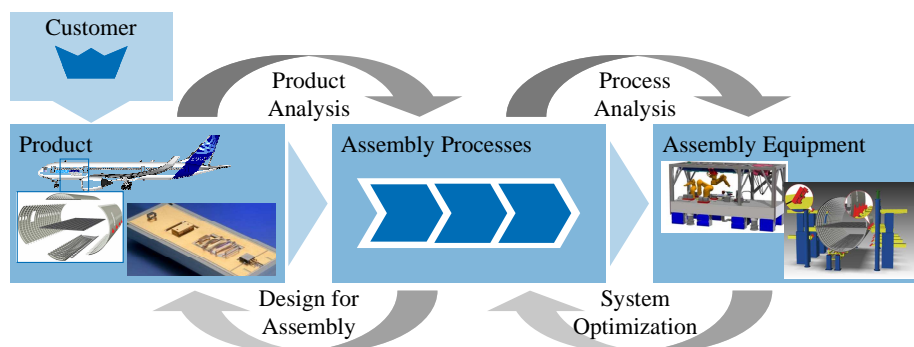 Customer
Product
Analysis
Process
Analysis
Product
Assembly Processes
Assembly Equipment
Design for
Assembly
System
Optimization